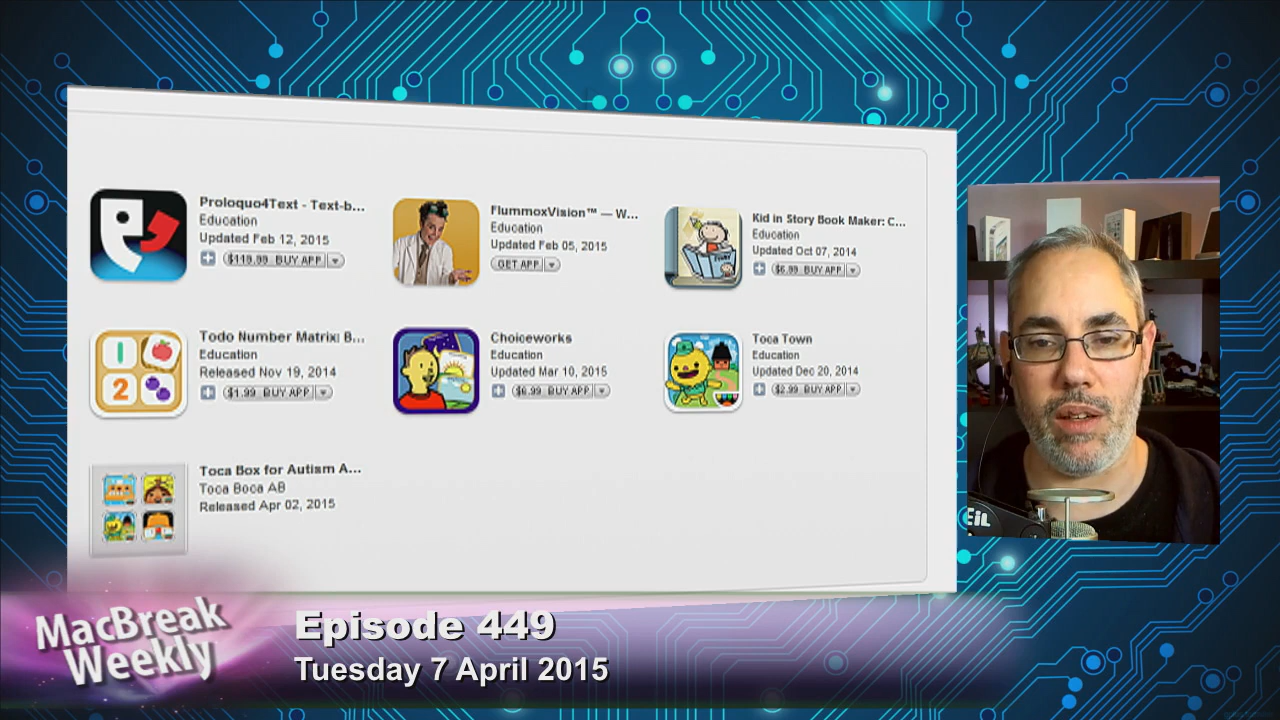 Proloquo4Text - Text-b...
Education
Updated Feb 12, 2015
$119.99 BUY APP
FlummoxVision™ — W...
Education
Updated Feb 05, 2015
GET APP
Kid in Story Book Maker: C...
Education
Updated Oct 07, 2014
$6.99 BUY APP
Todo Number Matrix: B...
Education
Released Nov 19, 2014
$1.99 BUY APP
1
2
Choiceworks
Education
Updated Mar 10, 2015
$6.99 BUY APP
Toca Town
Education
Updated Dec 20, 2014
$2.99 BUY APP
Toca Box for Autism A...
Toca Boca AB
Released Apr 02, 2015
EiL
MacBreak
Weekly
Episode 449
Tuesday 7 April 2015